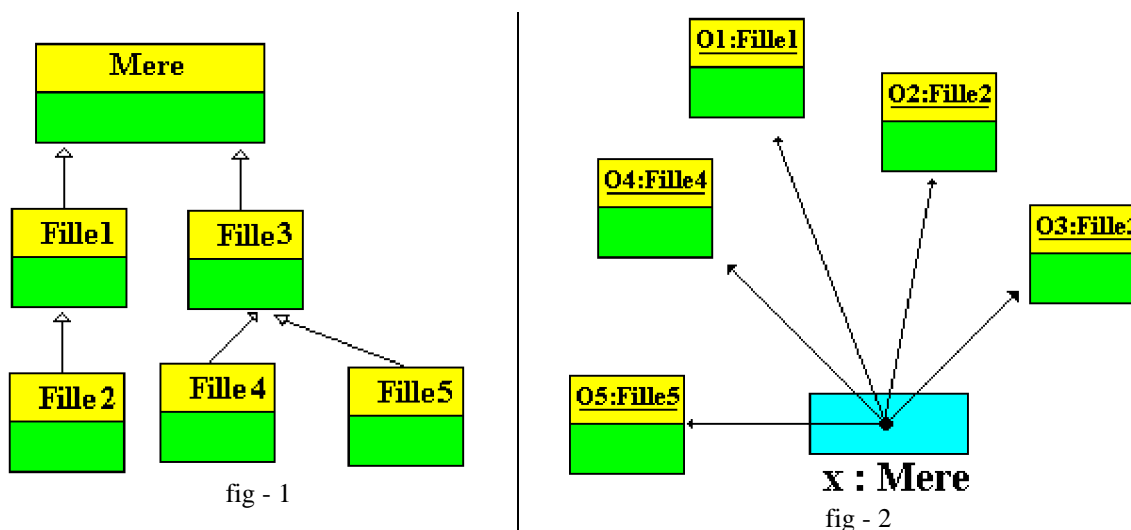 Mere
Fille1
Fille3
Fille2
Fille4
Fille5
fig - 1
O1:Fille1
O2:Fille2
O4:Fille4
O5:Fille5
x : Mere
fig - 2